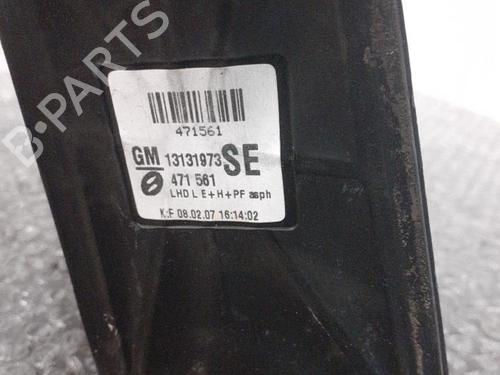 B-PARTS
471561
GM 13131973 SE
471 561
LHD L E+H+PF asph
K:F 08.02.07 16:14:02